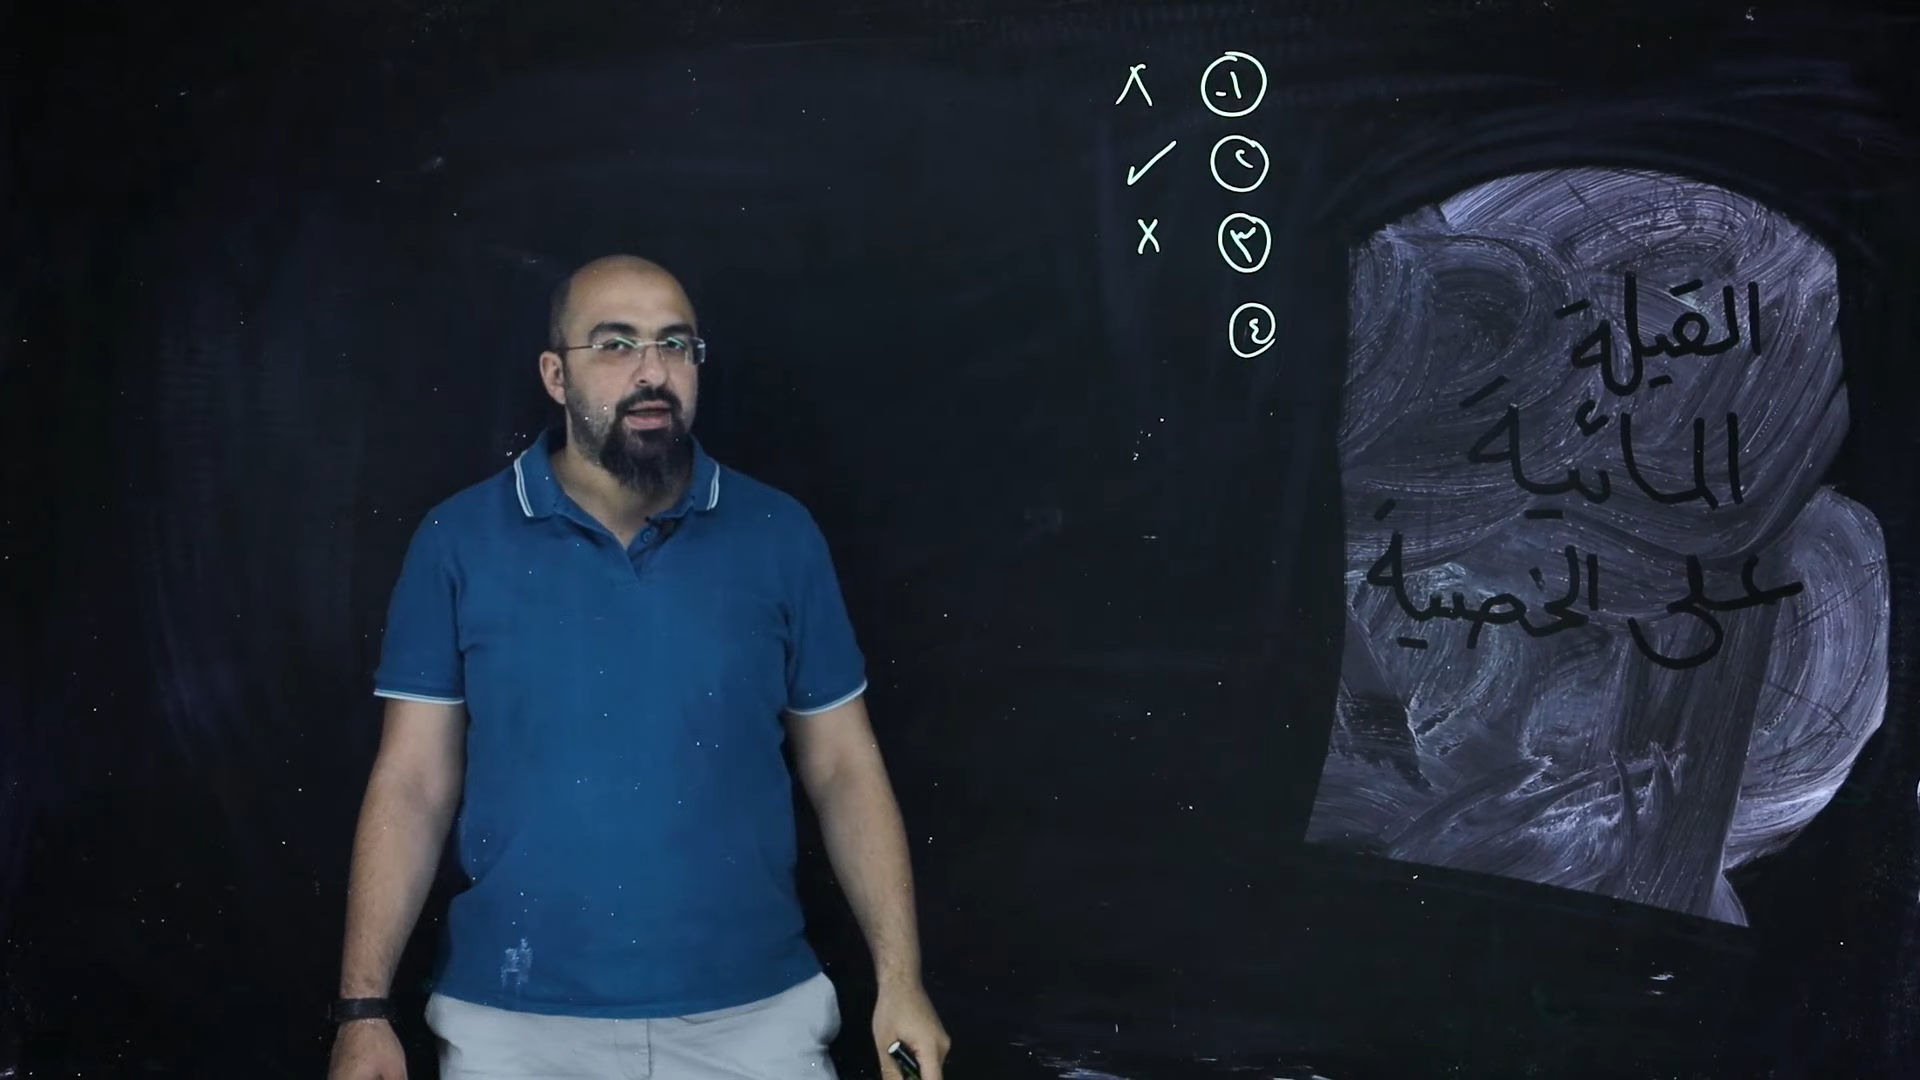 ١- X
٢ ✓
٣ X
٤
القيلة
المائية
على الخصية